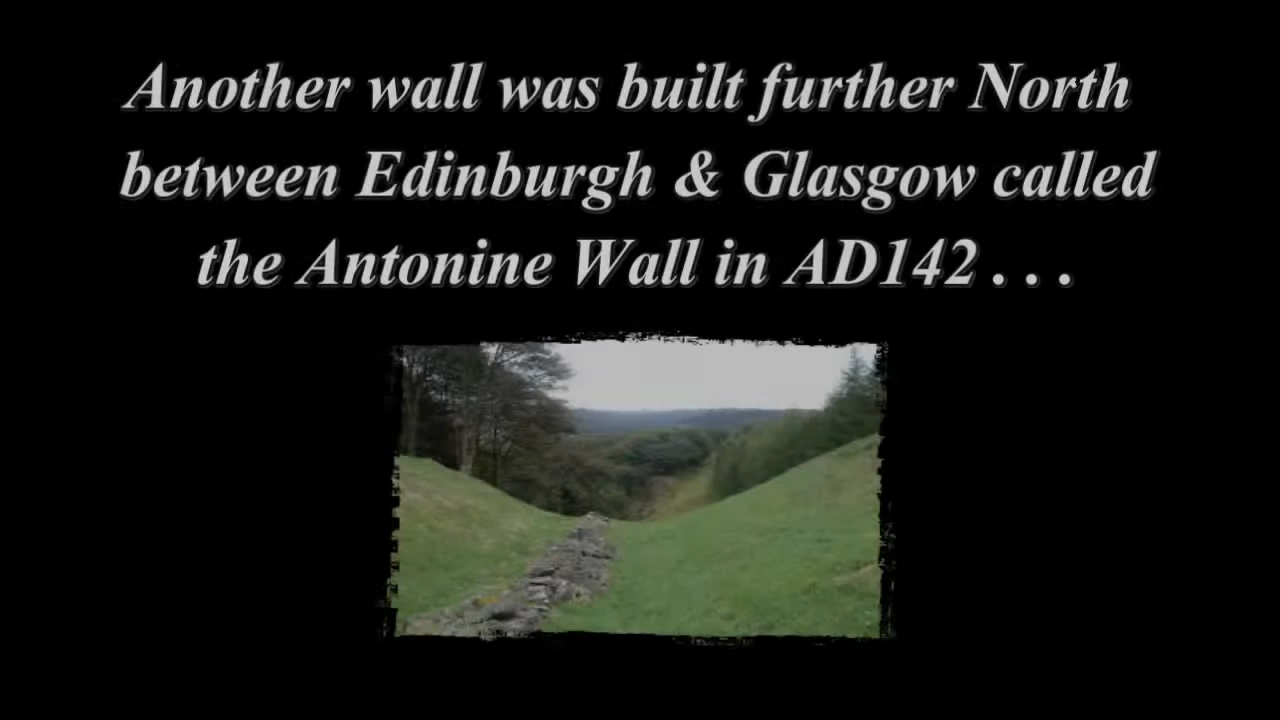 Another wall was built further North
between Edinburgh & Glasgow called
the Antonine Wall in AD142 . . .